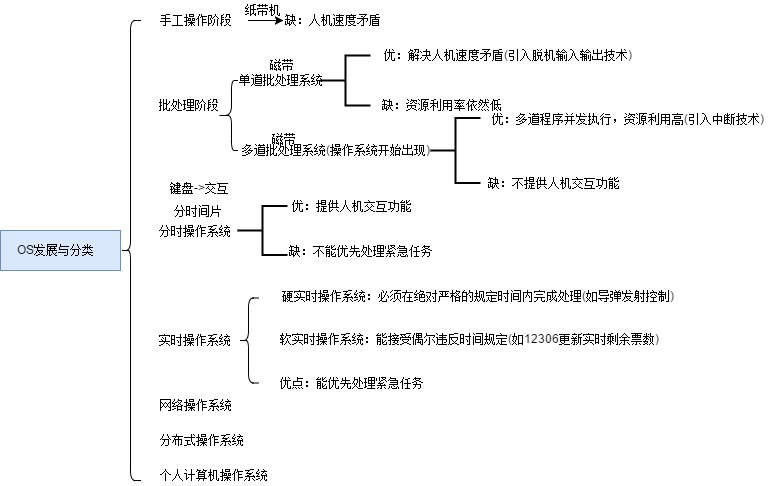 OS发展与分类
手工操作阶段
纸带机
缺：人机速度矛盾
批处理阶段
磁带
单道批处理系统
优：解决人机速度矛盾(引入脱机输入输出技术)
缺：资源利用率依然低
磁带
多道批处理系统(操作系统开始出现)
优：多道程序并发执行，资源利用高(引入中断技术)
缺：不提供人机交互功能
键盘->交互
分时间片
分时操作系统
优：提供人机交互功能
缺：不能优先处理紧急任务
实时操作系统
硬实时操作系统：必须在绝对严格的规定时间内完成处理(如导弹发射控制)
软实时操作系统：能接受偶尔违反时间规定(如12306更新实时剩余票数)
优点：能优先处理紧急任务
网络操作系统
分布式操作系统
个人计算机操作系统